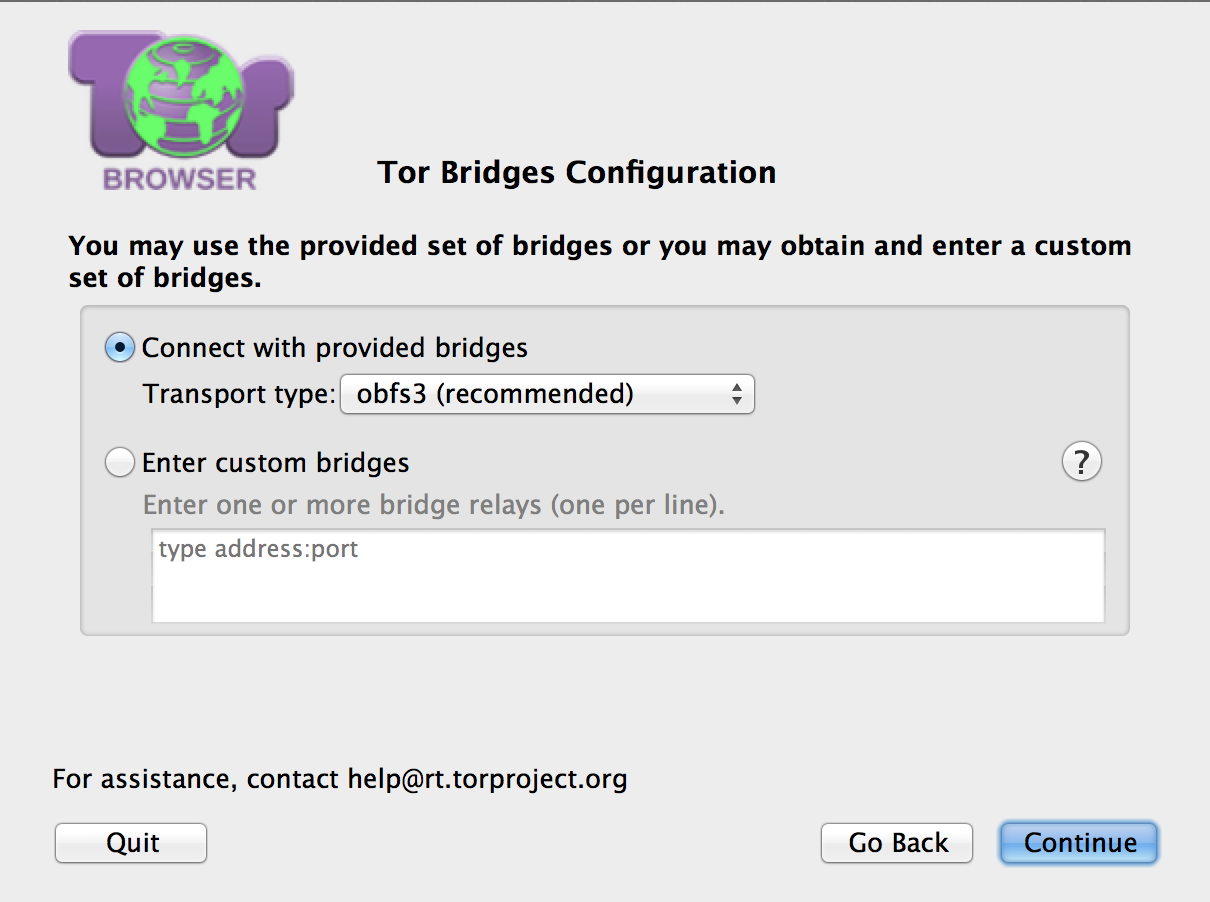 Tor
BROWSER
Tor Bridges Configuration
You may use the provided set of bridges or you may obtain and enter a custom
set of bridges.
Connect with provided bridges
Transport type: obfs3 (recommended)
Enter custom bridges
?
Enter one or more bridge relays (one per line).
type address:port
For assistance, contact help@rt.torproject.org
Quit Go Back Continue